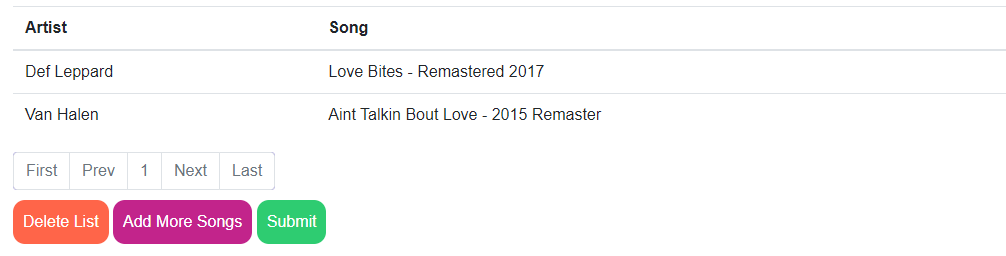 Artist Song
Def Leppard Love Bites - Remastered 2017
Van Halen Aint Talkin Bout Love - 2015 Remaster
First Prev 1 Next Last
Delete List Add More Songs Submit